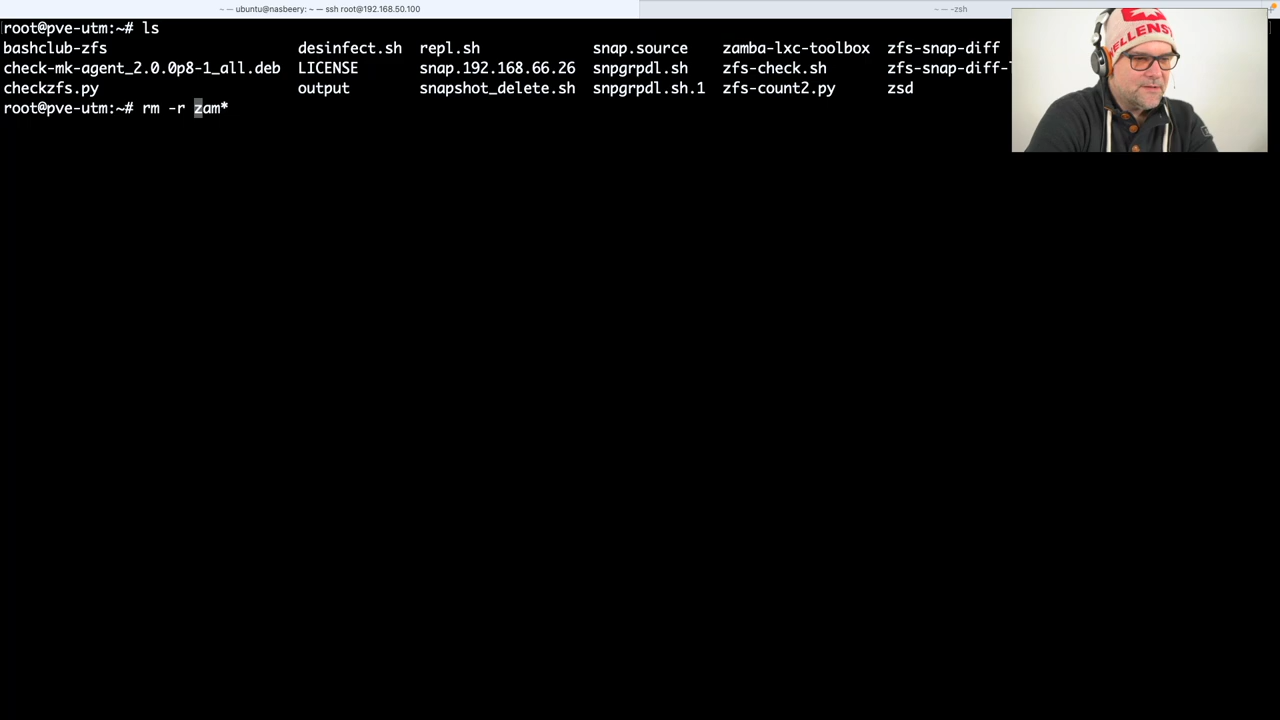 ~ — ubuntu@nasbeery: ~ — ssh root@192.168.50.100
~ — -zsh
root@pve-utm:~# ls
bashclub-zfs desinfect.sh repl.sh snap.source zamba-lxc-toolbox zfs-snap-diff
check-mk-agent_2.0.0p8-1_all.deb LICENSE snap.192.168.66.26 snpgrpdl.sh zfs-check.sh zfs-snap-diff-
checkzfs.py output snapshot_delete.sh snpgrpdl.sh.1 zfs-count2.py zsd
root@pve-utm:~# rm -r zam*